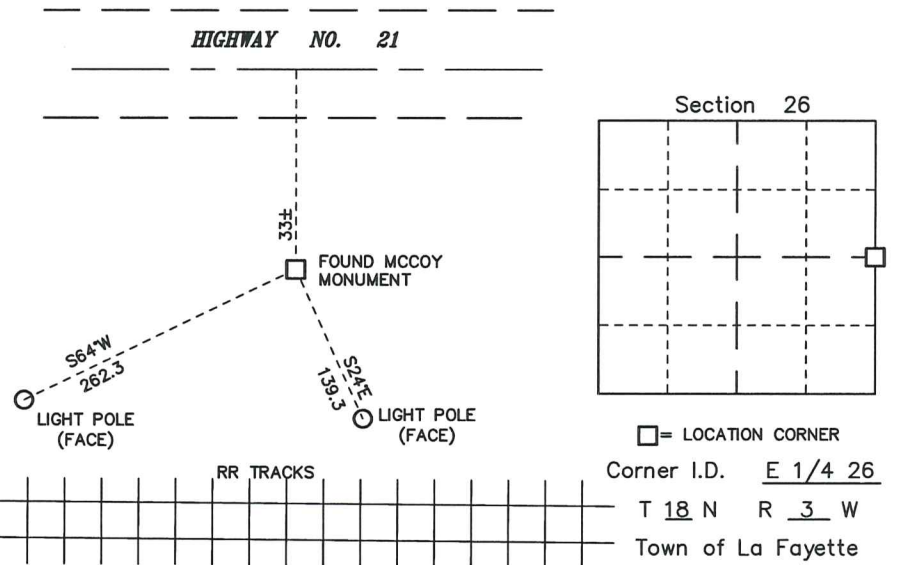 HIGHWAY NO. 21
33±
FOUND MCCOY
MONUMENT
S64°W
262.3
S24°E
139.3
LIGHT POLE
(FACE)
LIGHT POLE
(FACE)
RR TRACKS
Section 26
= LOCATION CORNER
Corner I.D. E 1/4 26
T 18 N R 3 W
Town of La Fayette